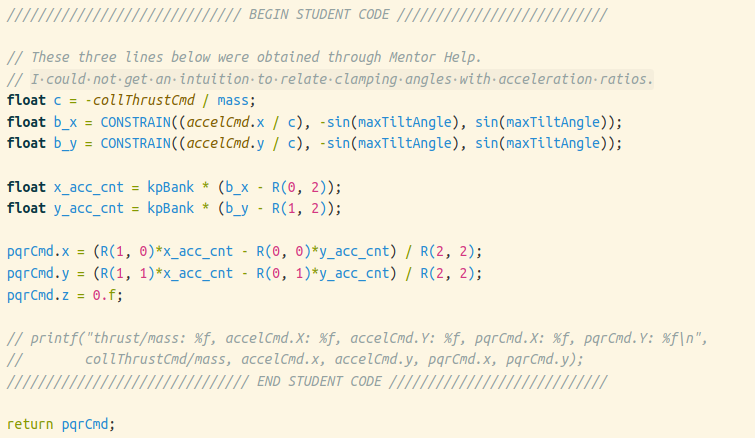 ////////////////////////////// BEGIN STUDENT CODE ///////////////////////////
// These three lines below were obtained through Mentor Help.
// I·could·not·get·an·intuition·to·relate·clamping·angles·with·acceleration·ratios.
float c = -collThrustCmd / mass;
float b_x = CONSTRAIN((accelCmd.x / c), -sin(maxTiltAngle), sin(maxTiltAngle));
float b_y = CONSTRAIN((accelCmd.y / c), -sin(maxTiltAngle), sin(maxTiltAngle));
float x_acc_cnt = kpBank * (b_x - R(0, 2));
float y_acc_cnt = kpBank * (b_y - R(1, 2));
pqrCmd.x = (R(1, 0)*x_acc_cnt - R(0, 0)*y_acc_cnt) / R(2, 2);
pqrCmd.y = (R(1, 1)*x_acc_cnt - R(0, 1)*y_acc_cnt) / R(2, 2);
pqrCmd.z = 0.f;
// printf("thrust/mass: %f, accelCmd.X: %f, accelCmd.Y: %f, pqrCmd.X: %f, pqrCmd.Y: %f\n",
//        collThrustCmd/mass, accelCmd.x, accelCmd.y, pqrCmd.x, pqrCmd.y);
/////////////////////////////// END STUDENT CODE ////////////////////////////
return pqrCmd;